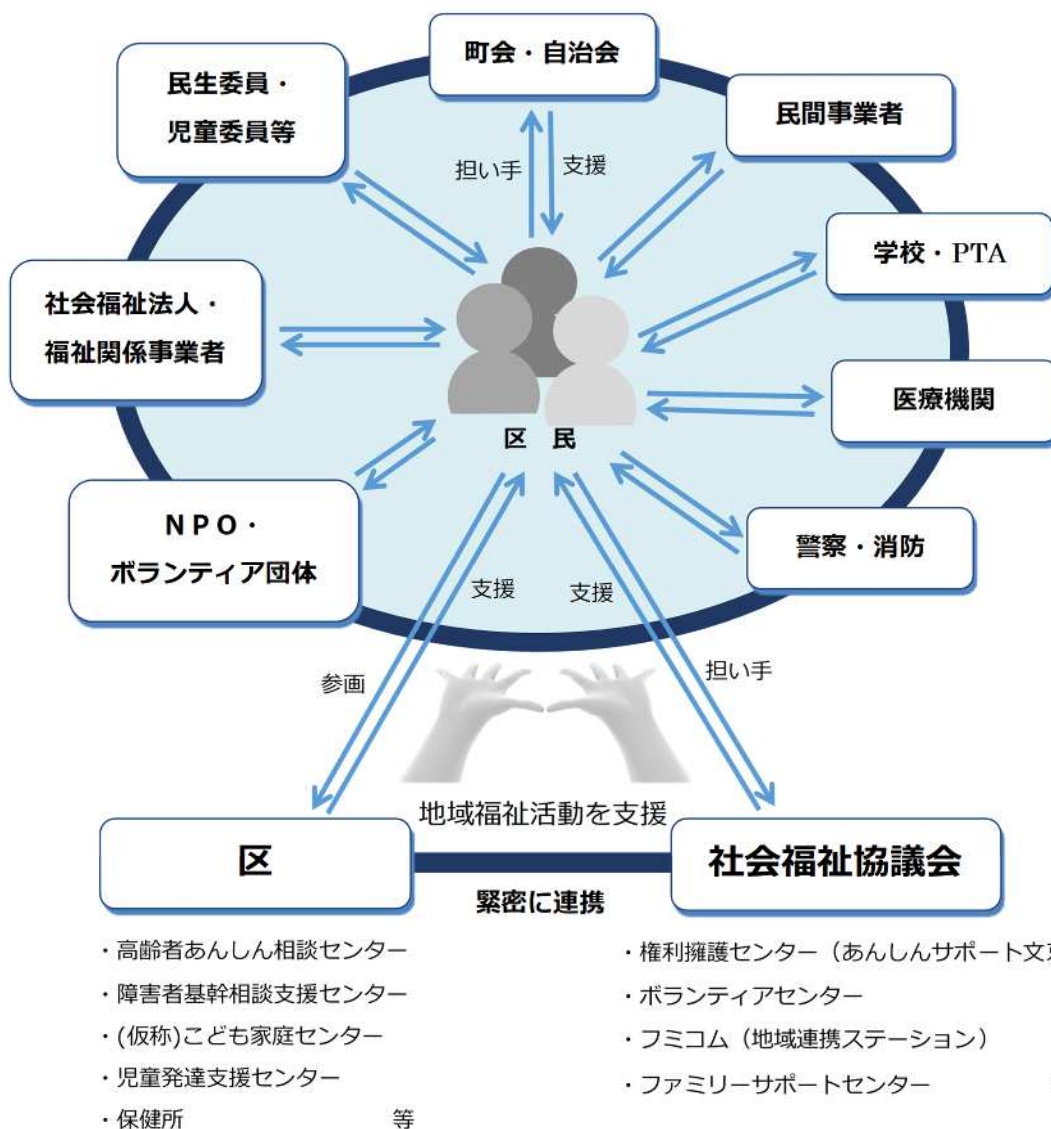 町会・自治会
民生委員・
児童委員等
民間事業者
担い手
支援
学校・PTA
社会福祉法人・
福祉関係事業者
医療機関
区 民
NPO・
ボランティア団体
警察・消防
支援
支援
参画
担い手
地域福祉活動を支援
区
社会福祉協議会
緊密に連携
・高齢者あんしん相談センター
・障害者基幹相談支援センター
・(仮称)こども家庭センター
・児童発達支援センター
・保健所 等
・権利擁護センター（あんしんサポート文
・ボランティアセンター
・フミコム（地域連携ステーション）
・ファミリーサポートセンター